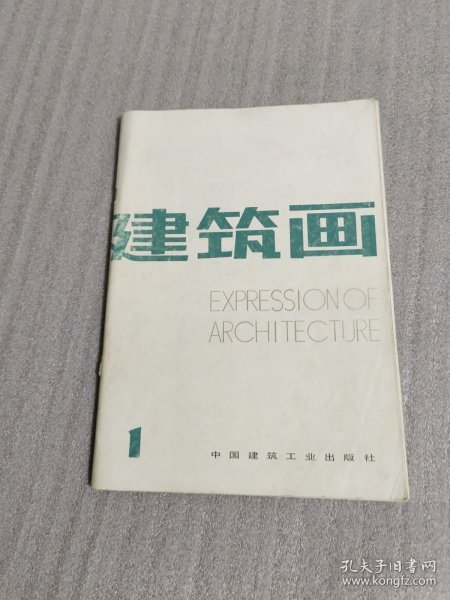 建筑画
EXPRESSION OF
ARCHITECTURE
1
中国建筑工业出版社
孔夫子旧书网
www.kongfz.com